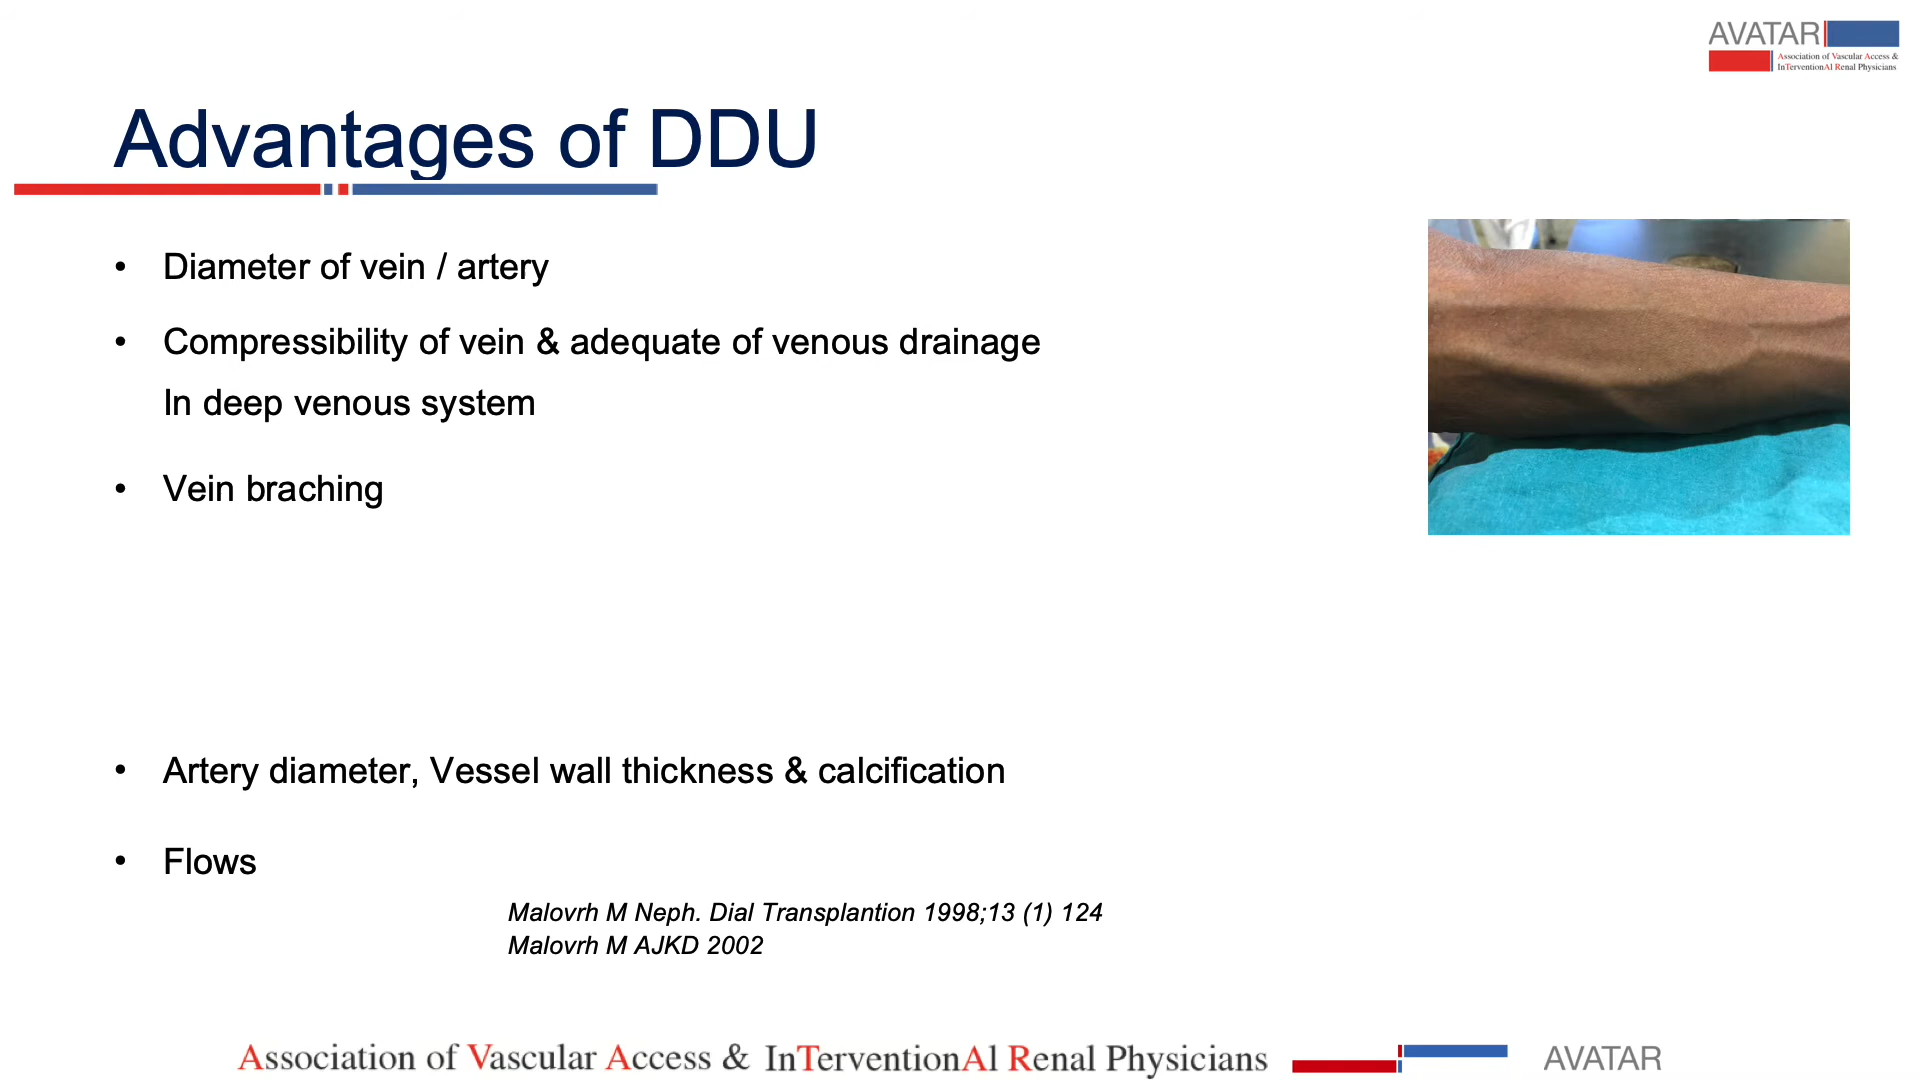 AVATAR
Association of Vascular Access &
InTerventionAl Renal Physicians
Advantages of DDU
• Diameter of vein / artery
• Compressibility of vein & adequate of venous drainage
In deep venous system
• Vein braching
• Artery diameter, Vessel wall thickness & calcification
• Flows
Malovrh M Neph. Dial Transplantion 1998;13 (1) 124
Malovrh M AJKD 2002
Association of Vascular Access & InTerventionAl Renal Physicians AVATAR